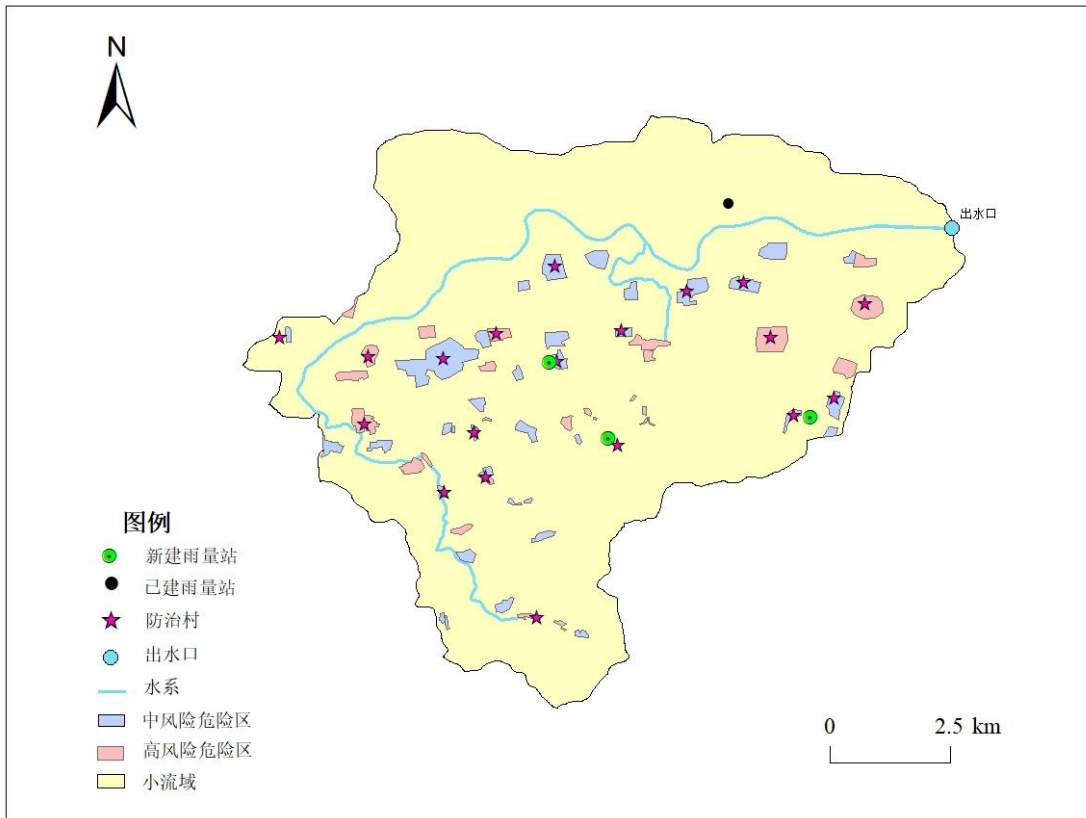 N
出水口
图例
新建雨量站
已建雨量站
防治村
出水口
水系
中风险危险区
高风险危险区
小流域
0 2.5 km